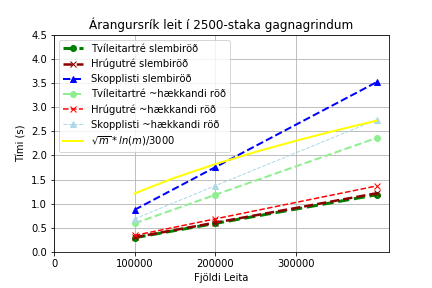 Árangursrík leit í 2500-staka gagnagrindum
Tvíleitartré slembiröð
Hrúgutré slembiröð
Skopplisti slembiröð
Tvíleitartré ~hækkandi röð
Hrúgutré ~hækkandi röð
Skopplisti ~hækkandi röð
√m * ln(m)/3000
Tími (s)
4.5
4.0
3.5
3.0
2.5
2.0
1.5
1.0
0.5
0.0
0
100000
200000
300000
Fjöldi Leita